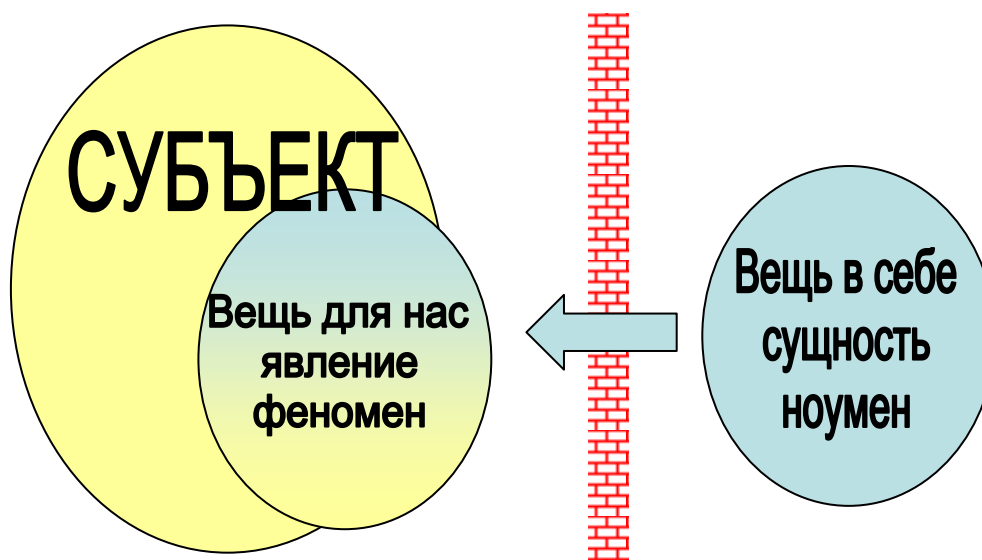 СУБЪЕКТ
Вещь для нас
явление
феномен
Вещь в себе
сущность
ноумен